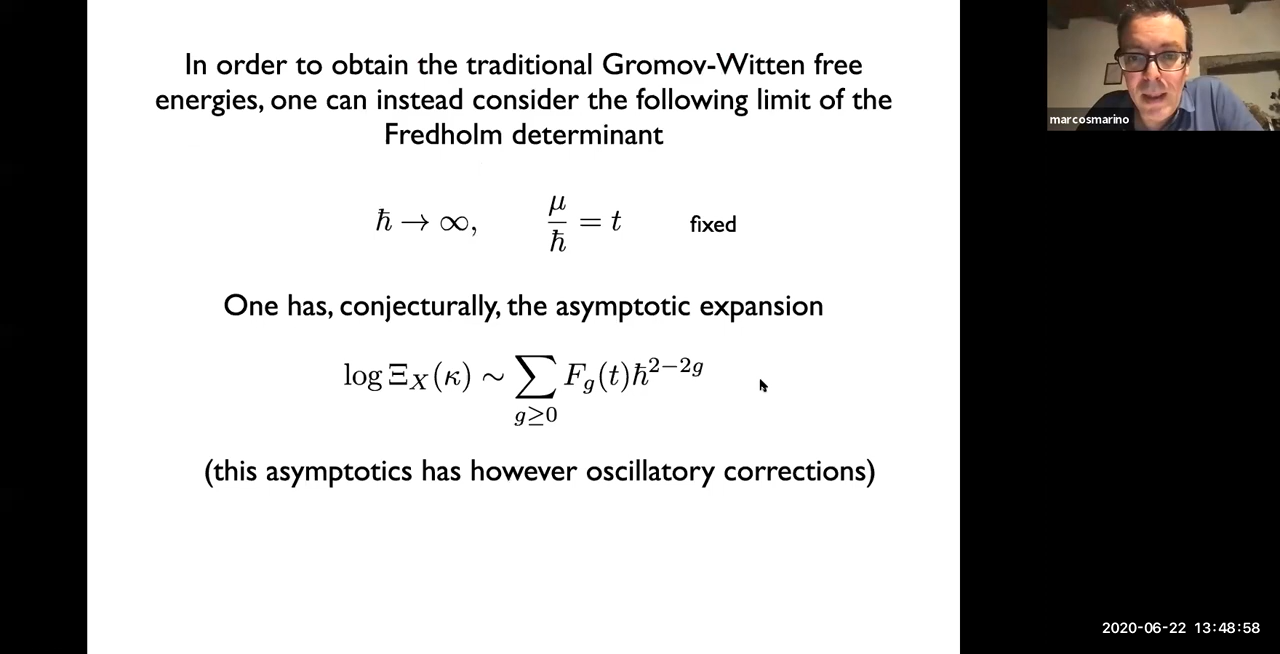 In order to obtain the traditional Gromov-Witten free
energies, one can instead consider the following limit of the
Fredholm determinant
ℏ → ∞, μ/ℏ = t fixed
One has, conjecturally, the asymptotic expansion
log Ξ_X(κ) ∼ ∑_{g≥0} F_g(t)ℏ^{2−2g}
(this asymptotics has however oscillatory corrections)
marcosmarino
2020-06-22 13:48:58